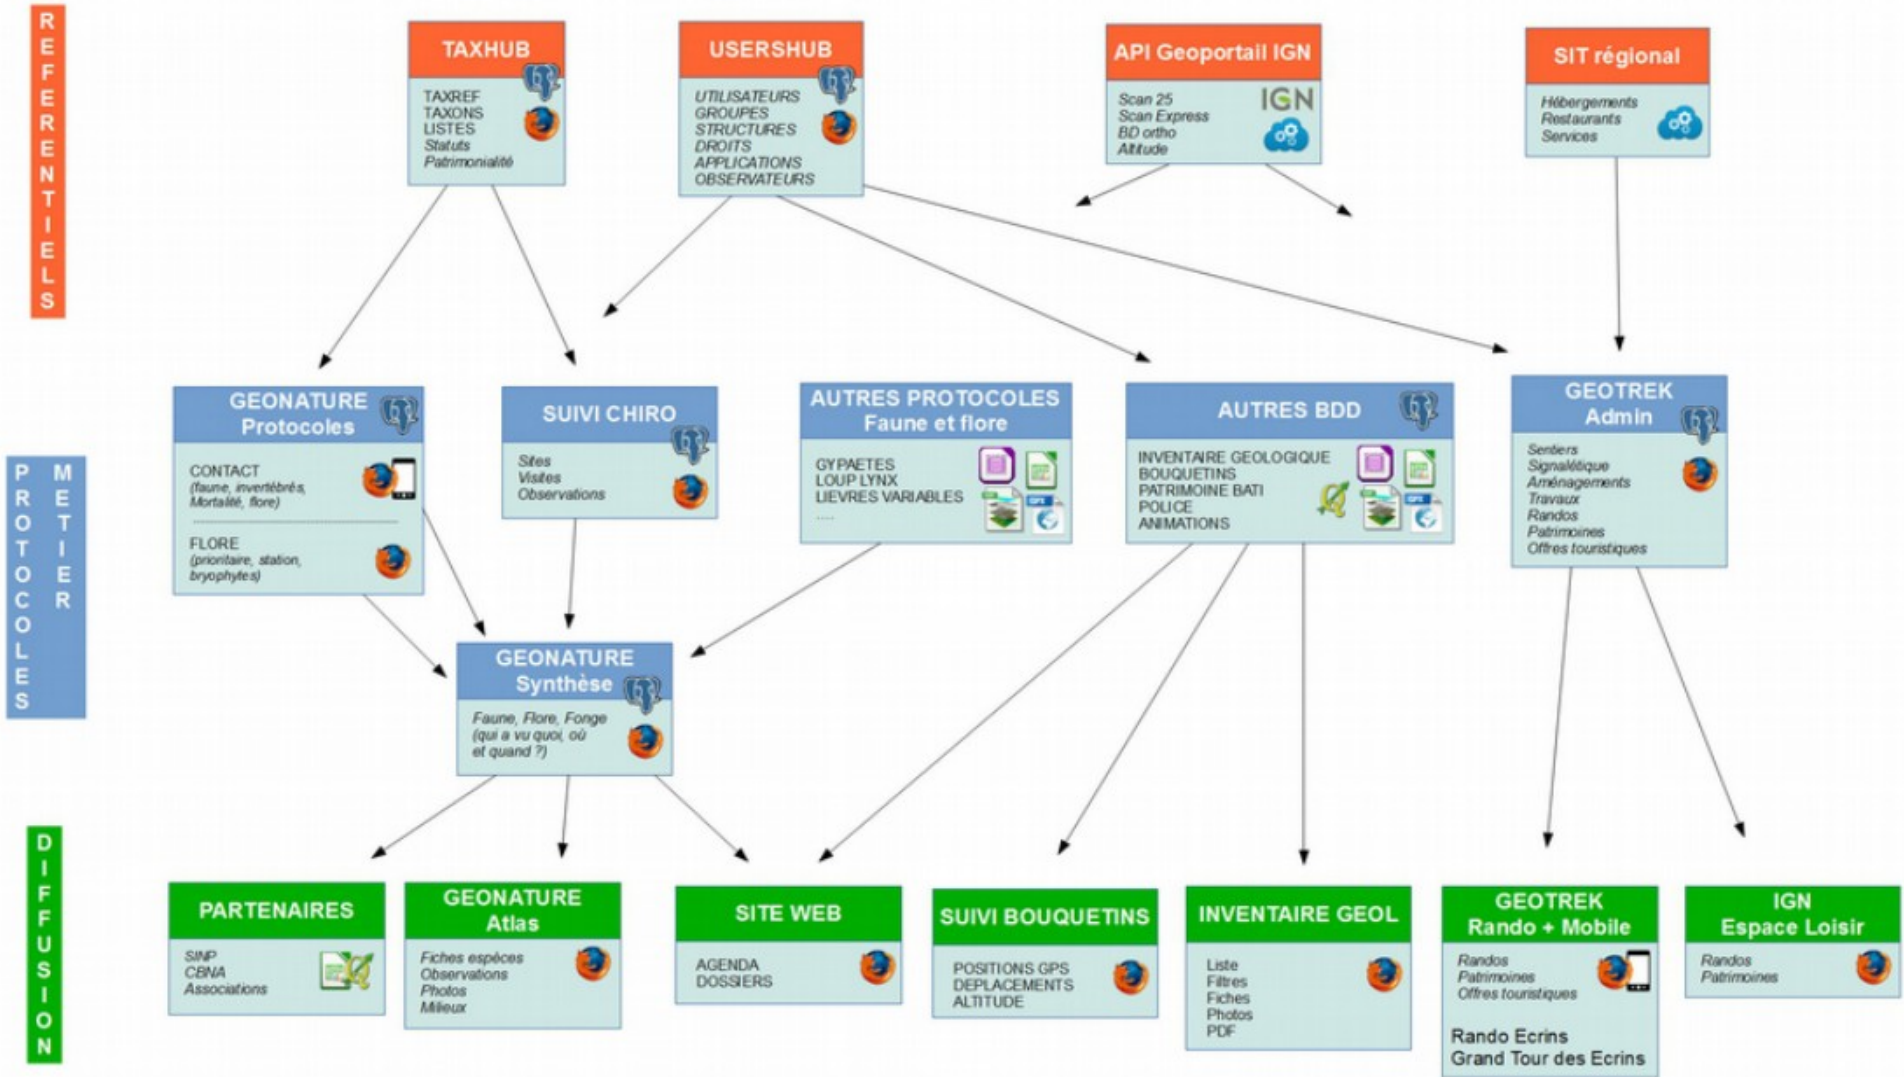 REFERENTIELS
TAXHUB
TAXREF
TAXONS
LISTES
Statuts
Patrimonialité
USERSHUB
UTILISATEURS
GROUPES
STRUCTURES
DROITS
APPLICATIONS
OBSERVATEURS
API Geoportail IGN
Scan 25
Scan Express
BD ortho
Altitude
IGN
SIT régional
Hébergements
Restaurants
Services
PROTOCOLES
METIER
GEONATURE
Protocoles
CONTACT
(faune, invertébrés,
Mortalité, flore)
FLORE
(prioritaire, station,
bryophytes)
SUIVI CHIRO
Sites
Visites
Observations
AUTRES PROTOCOLES
Faune et flore
GYPAETES
LOUP LYNX
LIEVRES VARIABLES
....
AUTRES BDD
INVENTAIRE GEOLOGIQUE
BOUQUETINS
PATRIMOINE BATI
POLICE
ANIMATIONS
GEOTREK
Admin
Sentiers
Signalétique
Aménagements
Travaux
Randos
Patrimoines
Offres touristiques
GEONATURE
Synthèse
Faune, Flore, Fonge
(qui a vu quoi, où
et quand ?)
DIFFUSION
PARTENAIRES
SINP
CBNA
Associations
GEONATURE
Atlas
Fiches espèces
Observations
Photos
Milieux
SITE WEB
AGENDA
DOSSIERS
SUIVI BOUQUETINS
POSITIONS GPS
DEPLACEMENTS
ALTITUDE
INVENTAIRE GEOL
Liste
Filtres
Fiches
Photos
PDF
GEOTREK
Rando + Mobile
Randos
Patrimoines
Offres touristiques
Rando Ecrins
Grand Tour des Ecrins
IGN
Espace Loisir
Randos
Patrimoines